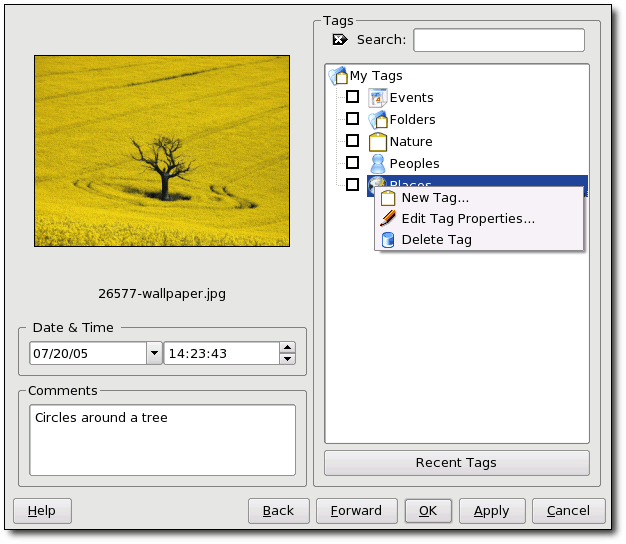 Tags
Search:
My Tags
Events
Folders
Nature
Peoples
Places
New Tag...
Edit Tag Properties...
Delete Tag
26577-wallpaper.jpg
Date & Time
07/20/05
14:23:43
Comments
Circles around a tree
Recent Tags
Help
Back
Forward
OK
Apply
Cancel